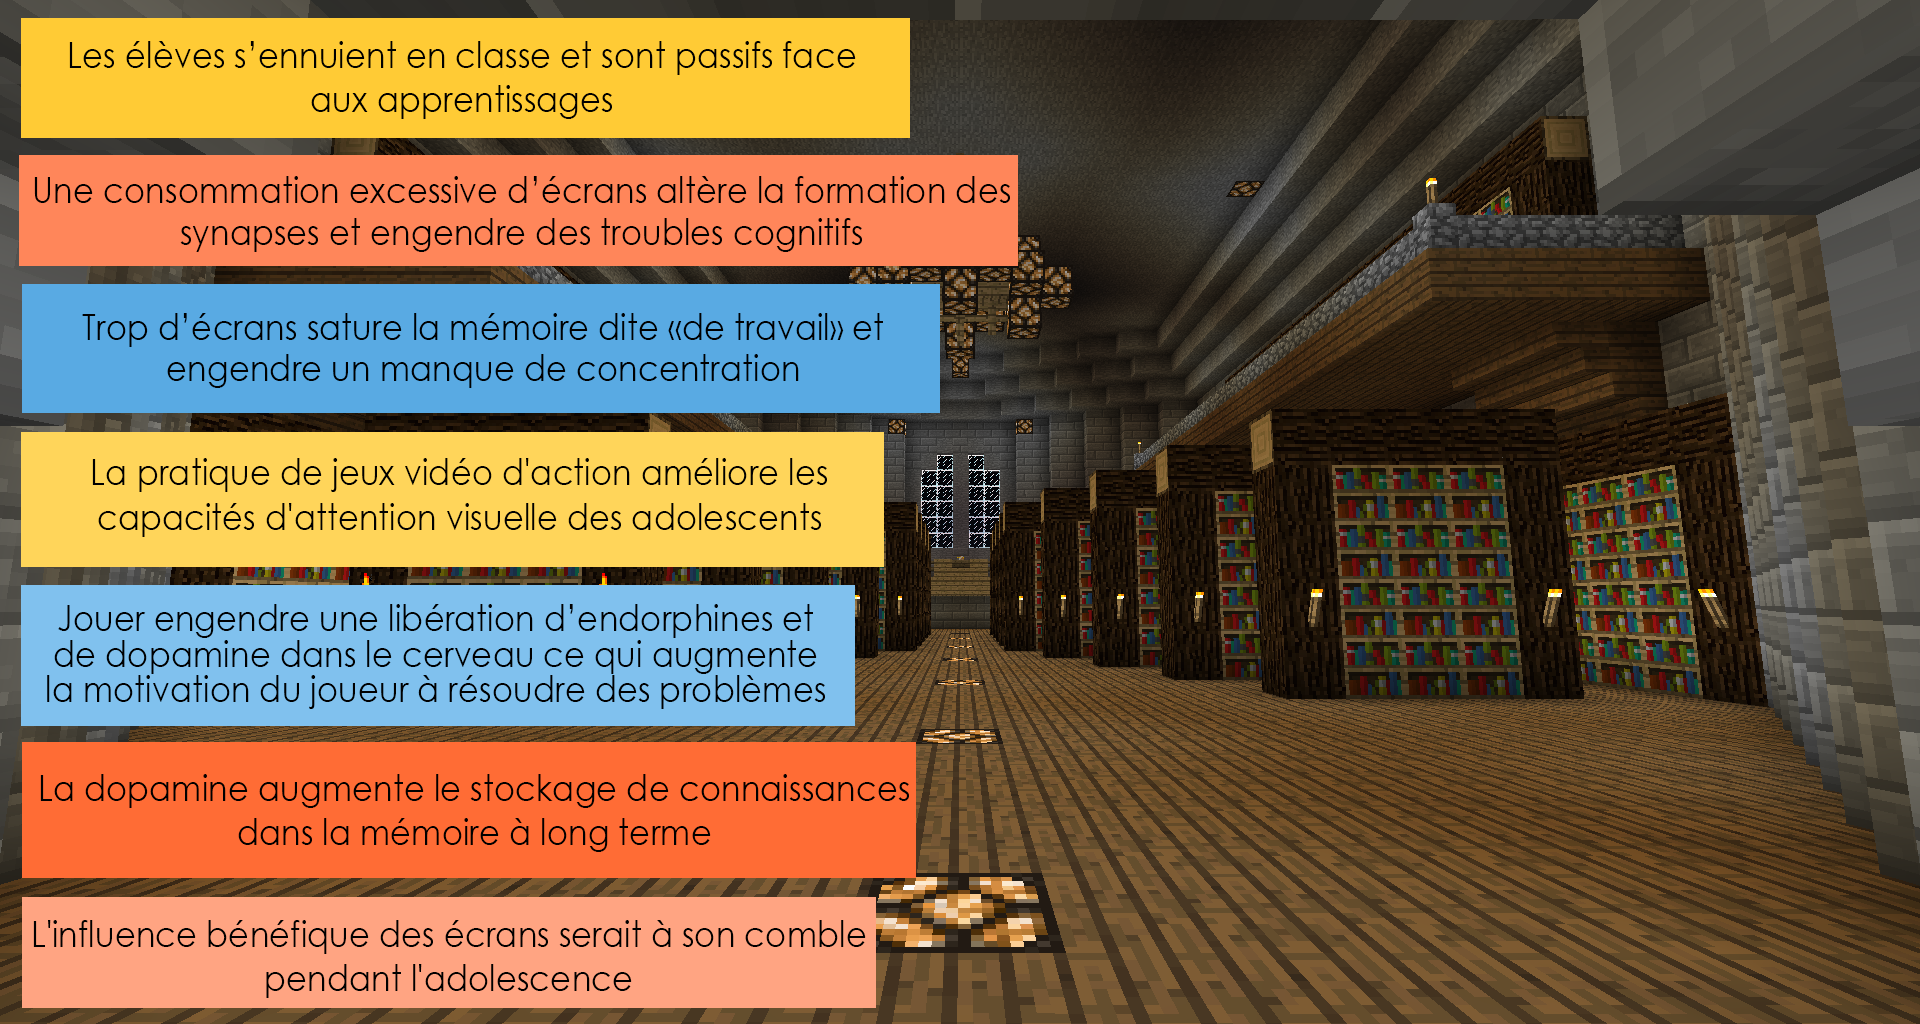 Les élèves s’ennuient en classe et sont passifs face
aux apprentissages
Une consommation excessive d’écrans altère la formation des
synapses et engendre des troubles cognitifs
Trop d’écrans sature la mémoire dite «de travail» et
engendre un manque de concentration
La pratique de jeux vidéo d'action améliore les
capacités d'attention visuelle des adolescents
Jouer engendre une libération d’endorphines et
de dopamine dans le cerveau ce qui augmente
la motivation du joueur à résoudre des problèmes
La dopamine augmente le stockage de connaissances
dans la mémoire à long terme
L'influence bénéfique des écrans serait à son comble
pendant l'adolescence